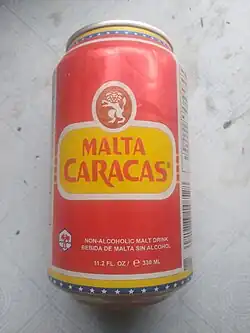 MALTA
CARACAS®
NON-ALCOHOLIC MALT DRINK
BEBIDA DE MALTA SIN ALCOHOL
11.2 FL. OZ / ℮ 330 ML